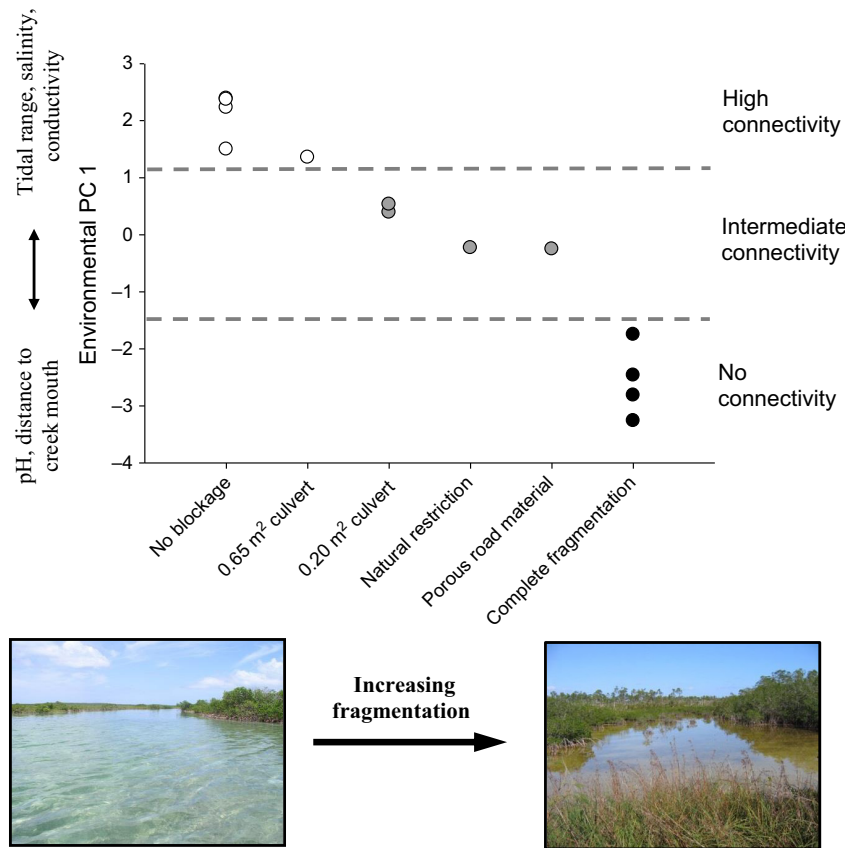 Tidal range, salinity,
conductivity
pH, distance to
creek mouth
Environmental PC 1
3
2
1
0
–1
–2
–3
–4
High
connectivity
Intermediate
connectivity
No
connectivity
No blockage
0.65 m² culvert
0.20 m² culvert
Natural restriction
Porous road material
Complete fragmentation
Increasing
fragmentation